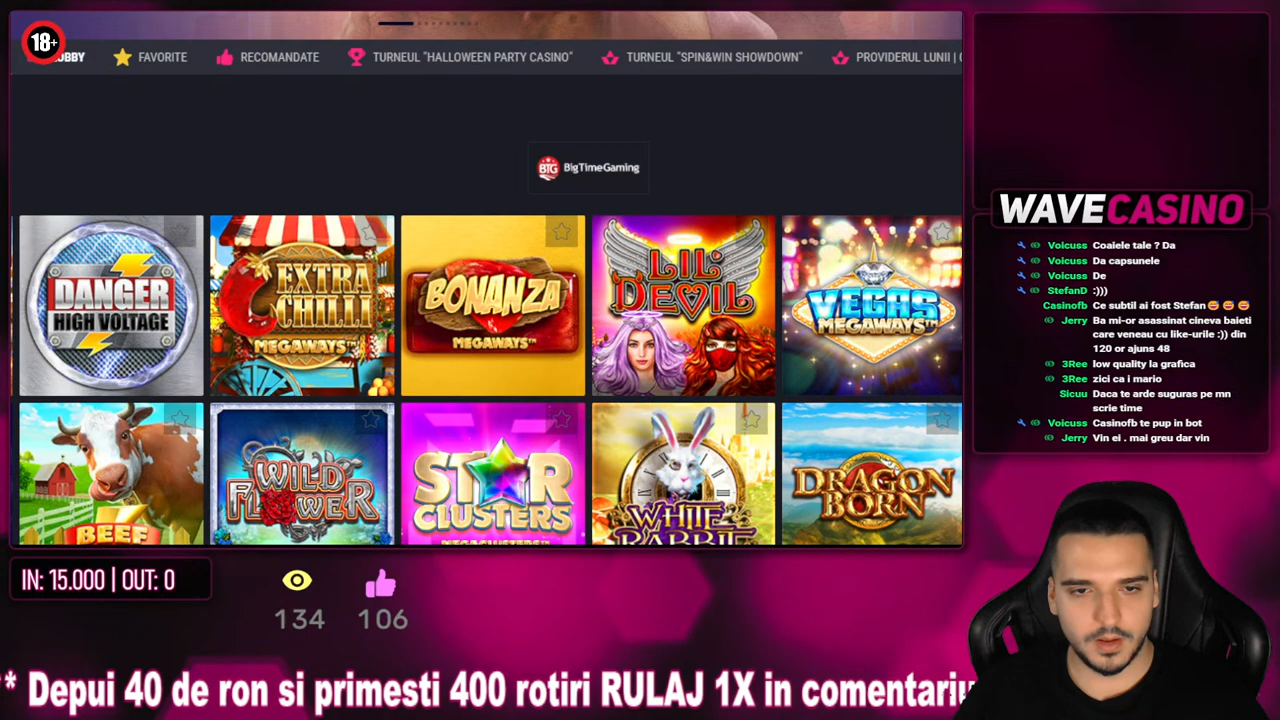 18+
OBBY
FAVORITE
RECOMANDATE
TURNEUL "HALLOWEEN PARTY CASINO"
TURNEUL "SPIN&WIN SHOWDOWN"
PROVIDERUL LUNII |
BTG BigTimeGaming
DANGER
HIGH VOLTAGE
EXTRA
CHILLI
MEGAWAYS™
BONANZA
MEGAWAYS™
LIL'
DEVIL
VEGAS
MEGAWAYS™
BEEF
WILD
FLOWER
STAR
CLUSTERS
MEGACLUSTERS™
WHITE
RABBIT
DRAGON
BORN
WAVECASINO
Voicuss Coaiele tale ? Da
Voicuss Da capsunele
Voicuss De
StefanD :)))
Casinofb Ce subtil ai fost Stefan😅😅😅
Jerry Ba mi-or asasinat cineva baieti
care veneau cu like-urile :)) din
120 or ajuns 48
3Ree low quality la grafica
3Ree zici ca i mario
Sicuu Daca te arde suguras pe mn
scrie time
Voicuss Casinofb te pup in bot
Jerry Vin ei . mai greu dar vin
IN: 15.000 | OUT: 0
134
106
* Depui 40 de ron si primesti 400 rotiri RULAJ 1X in comentariu